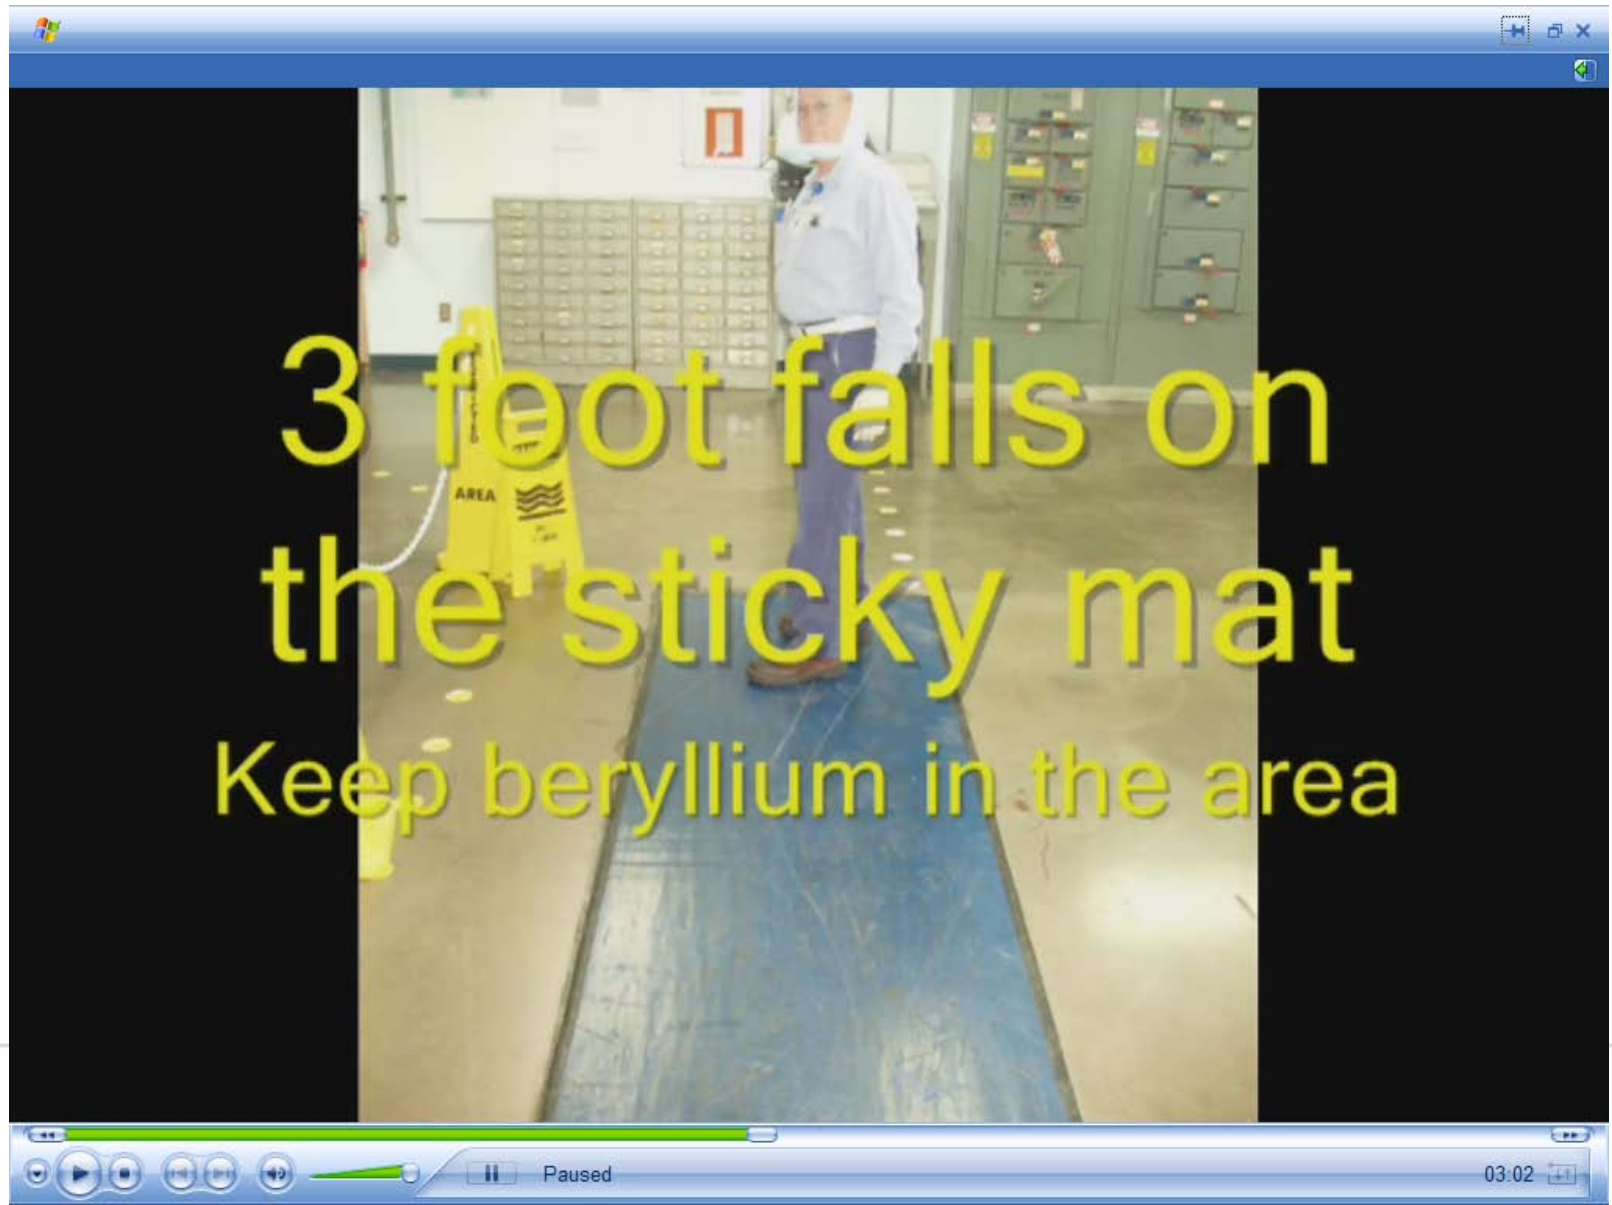 3 foot falls on
the sticky mat
Keep beryllium in the area
AREA
Paused
03:02